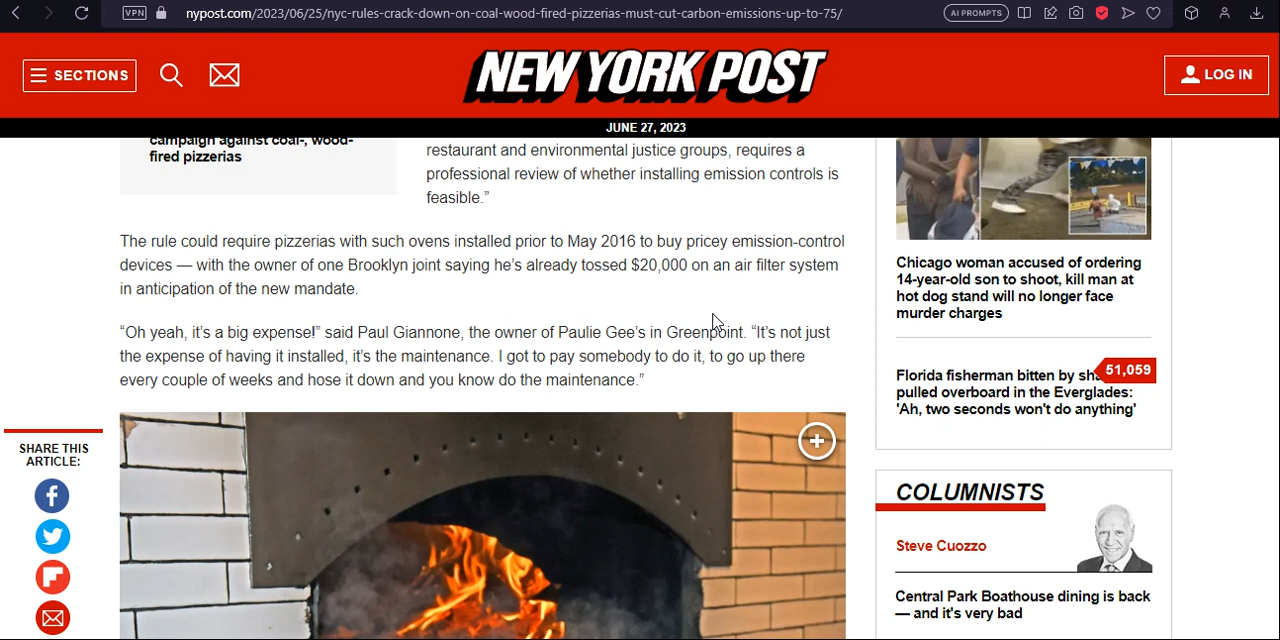 VPN
nypost.com/2023/06/25/nyc-rules-crack-down-on-coal-wood-fired-pizzerias-must-cut-carbon-emissions-up-to-75/
AI PROMPTS
SECTIONS
NEW YORK POST
LOG IN
JUNE 27, 2023
campaign against coal-, wood-
fired pizzerias
restaurant and environmental justice groups, requires a
professional review of whether installing emission controls is
feasible.”
The rule could require pizzerias with such ovens installed prior to May 2016 to buy pricey emission-control
devices — with the owner of one Brooklyn joint saying he’s already tossed $20,000 on an air filter system
in anticipation of the new mandate.
“Oh yeah, it’s a big expense!” said Paul Giannone, the owner of Paulie Gee’s in Greenpoint. “It’s not just
the expense of having it installed, it’s the maintenance. I got to pay somebody to do it, to go up there
every couple of weeks and hose it down and you know do the maintenance.”
SHARE THIS
ARTICLE:
Chicago woman accused of ordering
14-year-old son to shoot, kill man at
hot dog stand will no longer face
murder charges
51,059
Florida fisherman bitten by
pulled overboard in the Everglades:
'Ah, two seconds won't do anything'
COLUMNISTS
Steve Cuozzo
Central Park Boathouse dining is back
— and it's very bad